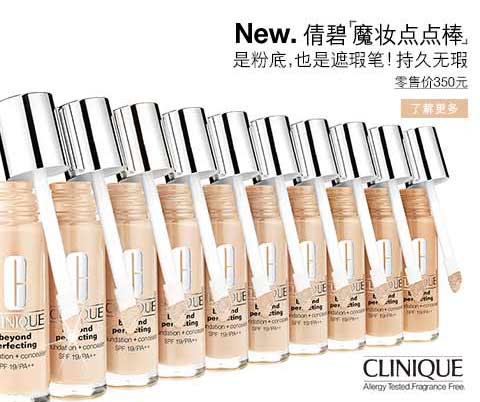 New. 倩碧「魔妆点点棒」
是粉底,也是遮瑕笔!持久无瑕
零售价350元
了解更多
CLINIQUE
beyond
perfecting
foundation + concealer
SPF 19/PA++
CLINIQUE
Allergy Tested.Fragrance Free.